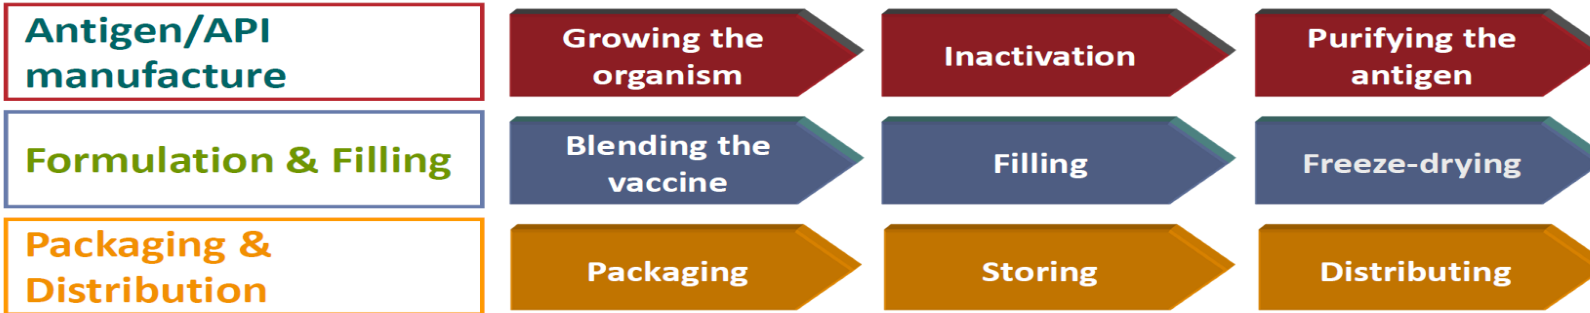 Antigen/API
manufacture
Growing the
organism
Inactivation
Purifying the
antigen
Formulation & Filling
Blending the
vaccine
Filling
Freeze-drying
Packaging &
Distribution
Packaging
Storing
Distributing